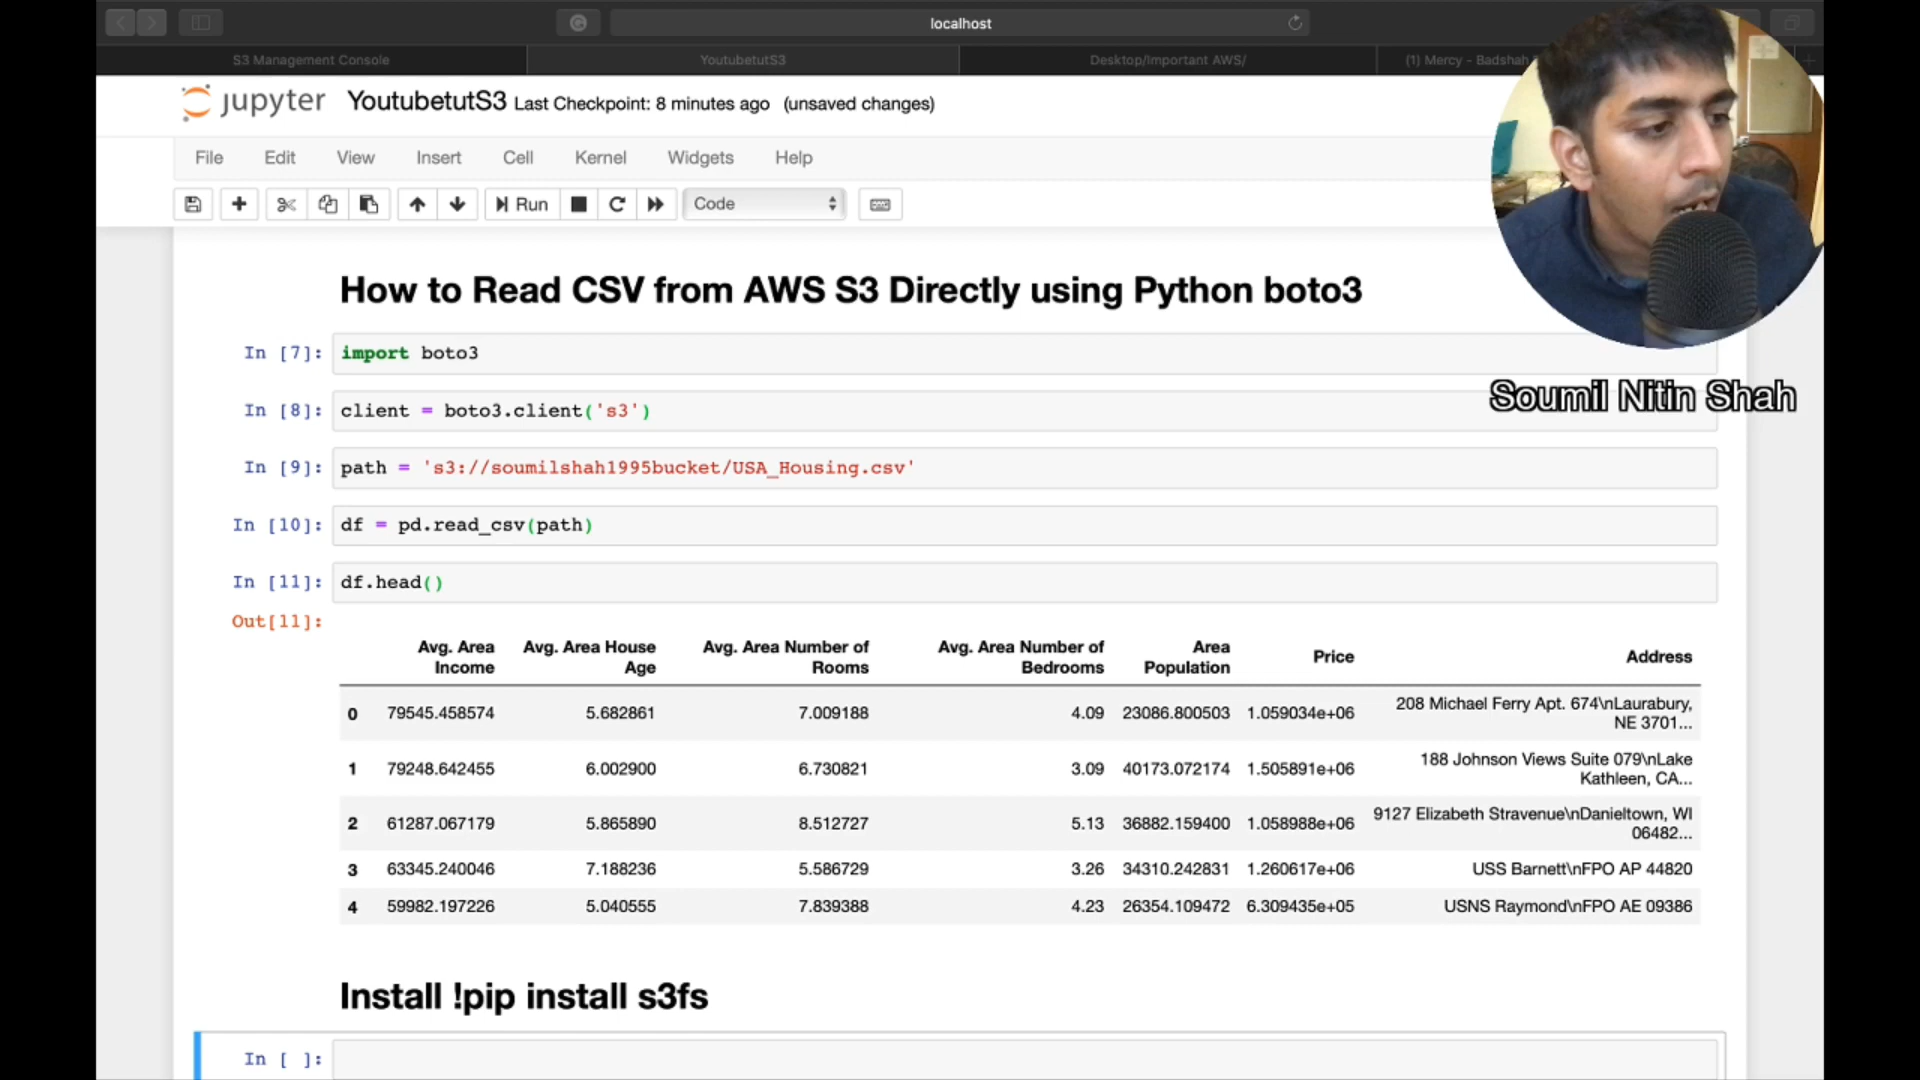 localhost
S3 Management Console
YoutubetutS3
Desktop/Important AWS/
(1) Mercy - Badshah
jupyter YoutubetutS3 Last Checkpoint: 8 minutes ago (unsaved changes)
File Edit View Insert Cell Kernel Widgets Help
Run Code
How to Read CSV from AWS S3 Directly using Python boto3
In [7]: import boto3
Soumil Nitin Shah
In [8]: client = boto3.client('s3')
In [9]: path = 's3://soumilshah1995bucket/USA_Housing.csv'
In [10]: df = pd.read_csv(path)
In [11]: df.head()
Out[11]:
Avg. Area Income Avg. Area House Age Avg. Area Number of Rooms Avg. Area Number of Bedrooms Area Population Price Address
0 79545.458574 5.682861 7.009188 4.09 23086.800503 1.059034e+06 208 Michael Ferry Apt. 674\nLaurabury, NE 3701...
1 79248.642455 6.002900 6.730821 3.09 40173.072174 1.505891e+06 188 Johnson Views Suite 079\nLake Kathleen, CA...
2 61287.067179 5.865890 8.512727 5.13 36882.159400 1.058988e+06 9127 Elizabeth Stravenue\nDanieltown, WI 06482...
3 63345.240046 7.188236 5.586729 3.26 34310.242831 1.260617e+06 USS Barnett\nFPO AP 44820
4 59982.197226 5.040555 7.839388 4.23 26354.109472 6.309435e+05 USNS Raymond\nFPO AE 09386
Install !pip install s3fs
In [ ]: